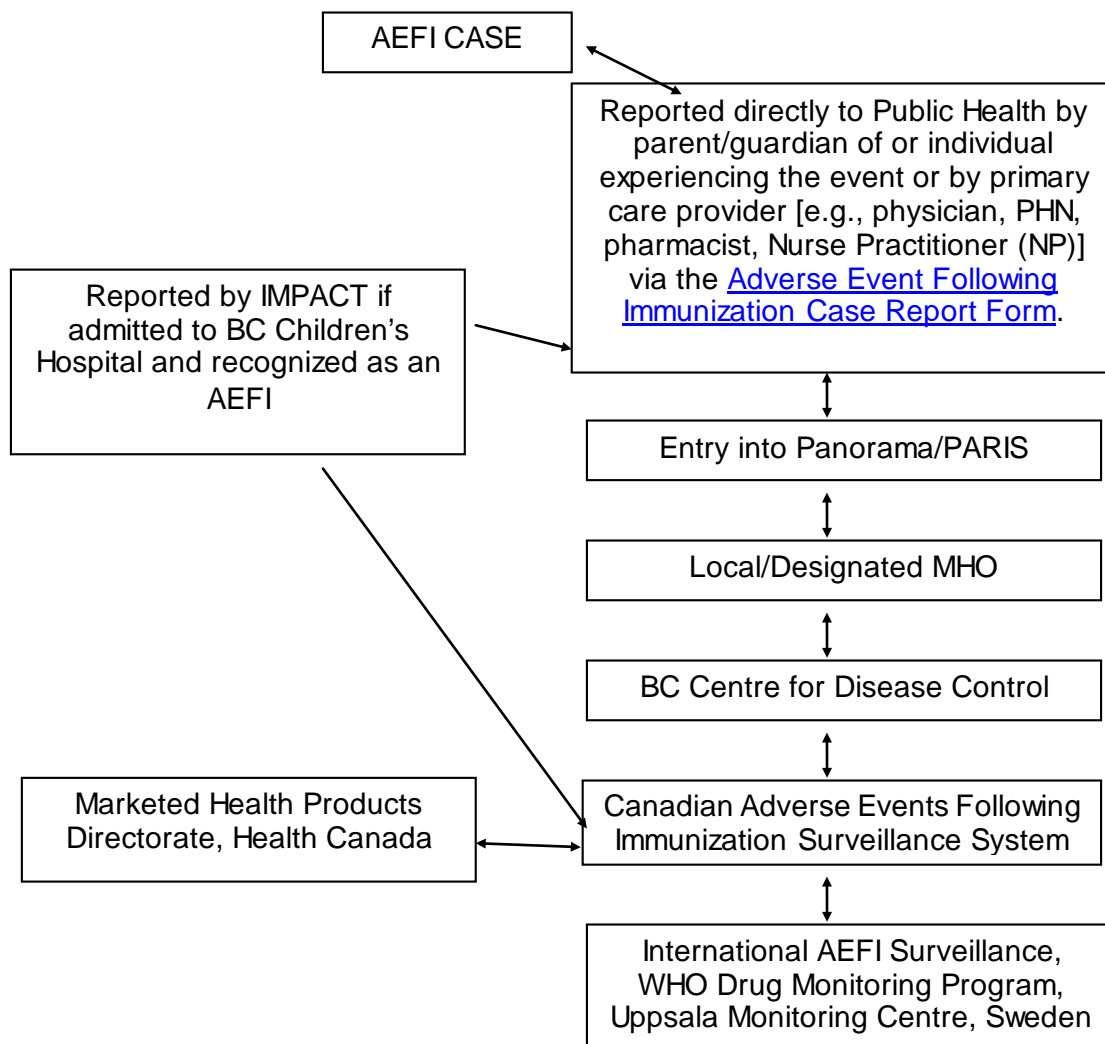 AEFI CASE
Reported directly to Public Health by
parent/guardian of or individual
experiencing the event or by primary
care provider [e.g., physician, PHN,
pharmacist, Nurse Practitioner (NP)]
via the Adverse Event Following
Immunization Case Report Form.
Reported by IMPACT if
admitted to BC Children's
Hospital and recognized as an
AEFI
Entry into Panorama/PARIS
Local/Designated MHO
BC Centre for Disease Control
Marketed Health Products
Directorate, Health Canada
Canadian Adverse Events Following
Immunization Surveillance System
International AEFI Surveillance,
WHO Drug Monitoring Program,
Uppsala Monitoring Centre, Sweden